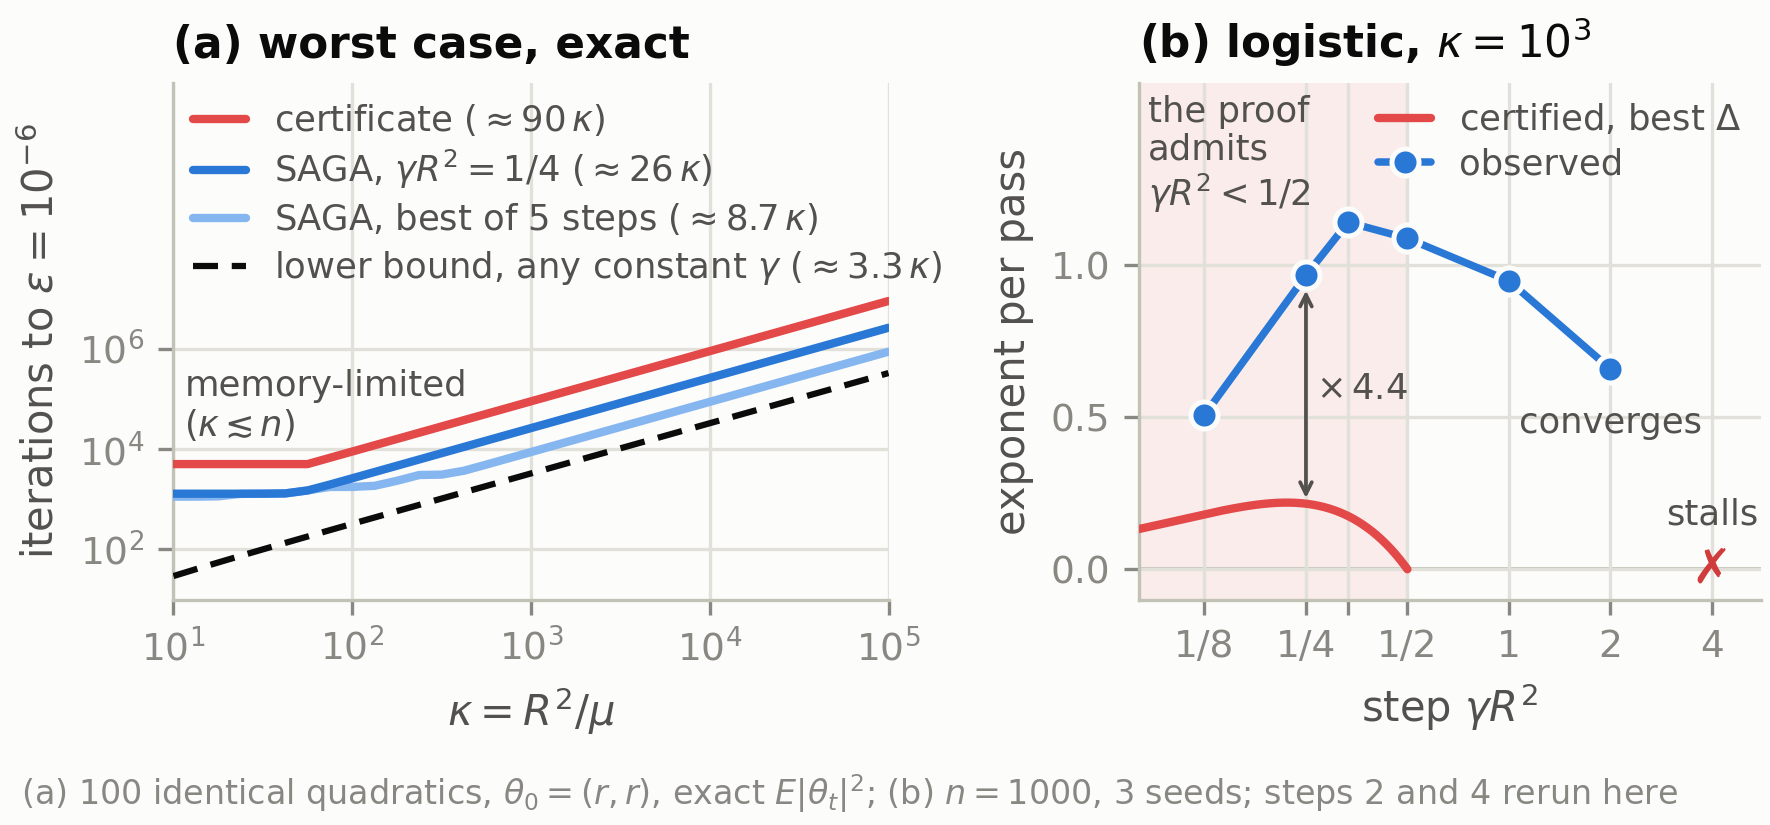 (a) worst case, exact
iterations to ε = 10⁻⁶
certificate (≈90 κ)
SAGA, γR² = 1/4 (≈26 κ)
SAGA, best of 5 steps (≈8.7 κ)
lower bound, any constant γ (≈3.3 κ)
10⁶
10⁴
10²
memory-limited
(κ ≲ n)
10¹ 10² 10³ 10⁴ 10⁵
κ = R²/μ
(b) logistic, κ = 10³
exponent per pass
the proof
admits
γR² < 1/2
certified, best Δ
observed
1.0
0.5
0.0
× 4.4
converges
stalls
✗
1/8 1/4 1/2 1 2 4
step γR²
(a) 100 identical quadratics, θ₀ = (r, r), exact E|θₜ|²; (b) n = 1000, 3 seeds; steps 2 and 4 rerun here